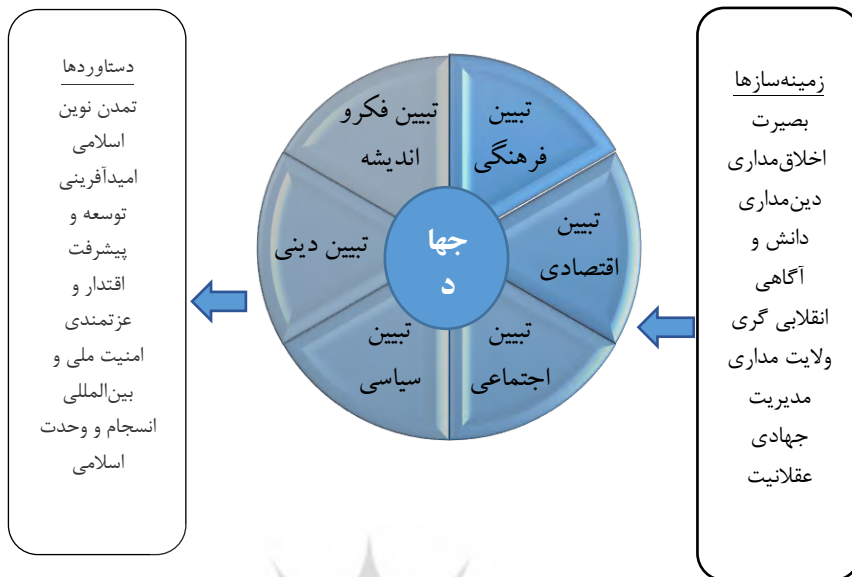 زمینه‌سازها
بصیرت
اخلاق‌مداری
دین‌مداری
دانش و
آگاهی
انقلابی گری
ولایت مداری
مدیریت
جهادی
عقلانیت
تبیین
فرهنگی
تبیین
اقتصادی
تبیین
اجتماعی
تبیین
سیاسی
تبیین دینی
تبیین فکرو
اندیشه
جها
د
دستاوردها
تمدن نوین
اسلامی
امیدآفرینی
توسعه و
پیشرفت
اقتدار و
عزتمندی
امنیت ملی و
بین‌المللی
انسجام و وحدت
اسلامی